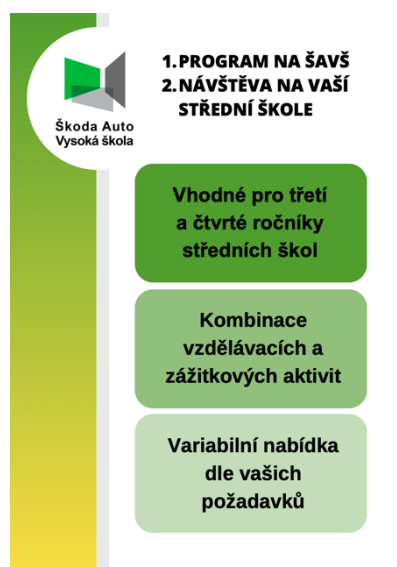 Škoda Auto
Vysoká škola
1. PROGRAM NA ŠAVŠ
2. NÁVŠTĚVA NA VAŠÍ
STŘEDNÍ ŠKOLE
Vhodné pro třetí
a čtvrté ročníky
středních škol
Kombinace
vzdělávacích a
zážitkových aktivit
Variabilní nabídka
dle vašich
požadavků